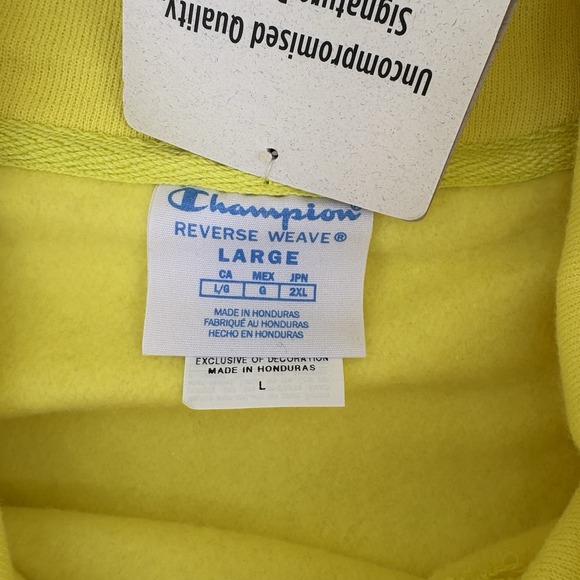 Uncompromised Quality
Signature
Champion®
REVERSE WEAVE®
LARGE
CA MEX JPN
L/G G 2XL
MADE IN HONDURAS
FABRIQUÉ AU HONDURAS
HECHO EN HONDURAS
EXCLUSIVE OF DECORATION
MADE IN HONDURAS
L